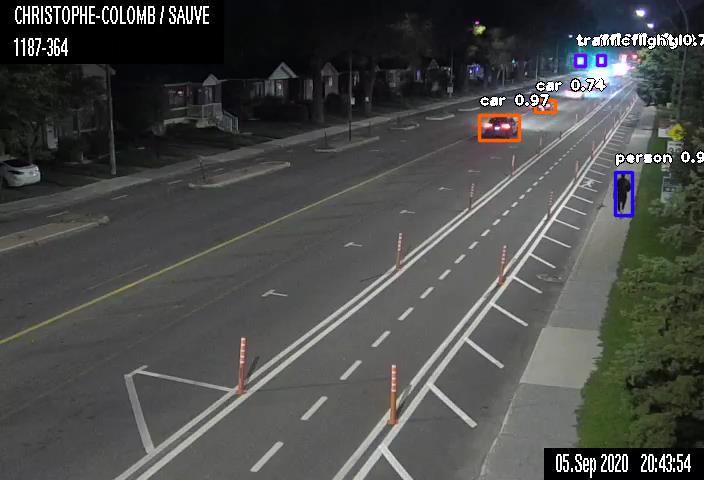 CHRISTOPHE-COLOMB / SAUVE
1187-364
car 0.74
car 0.97
person 0.9
05.Sep 2020 20:43:54